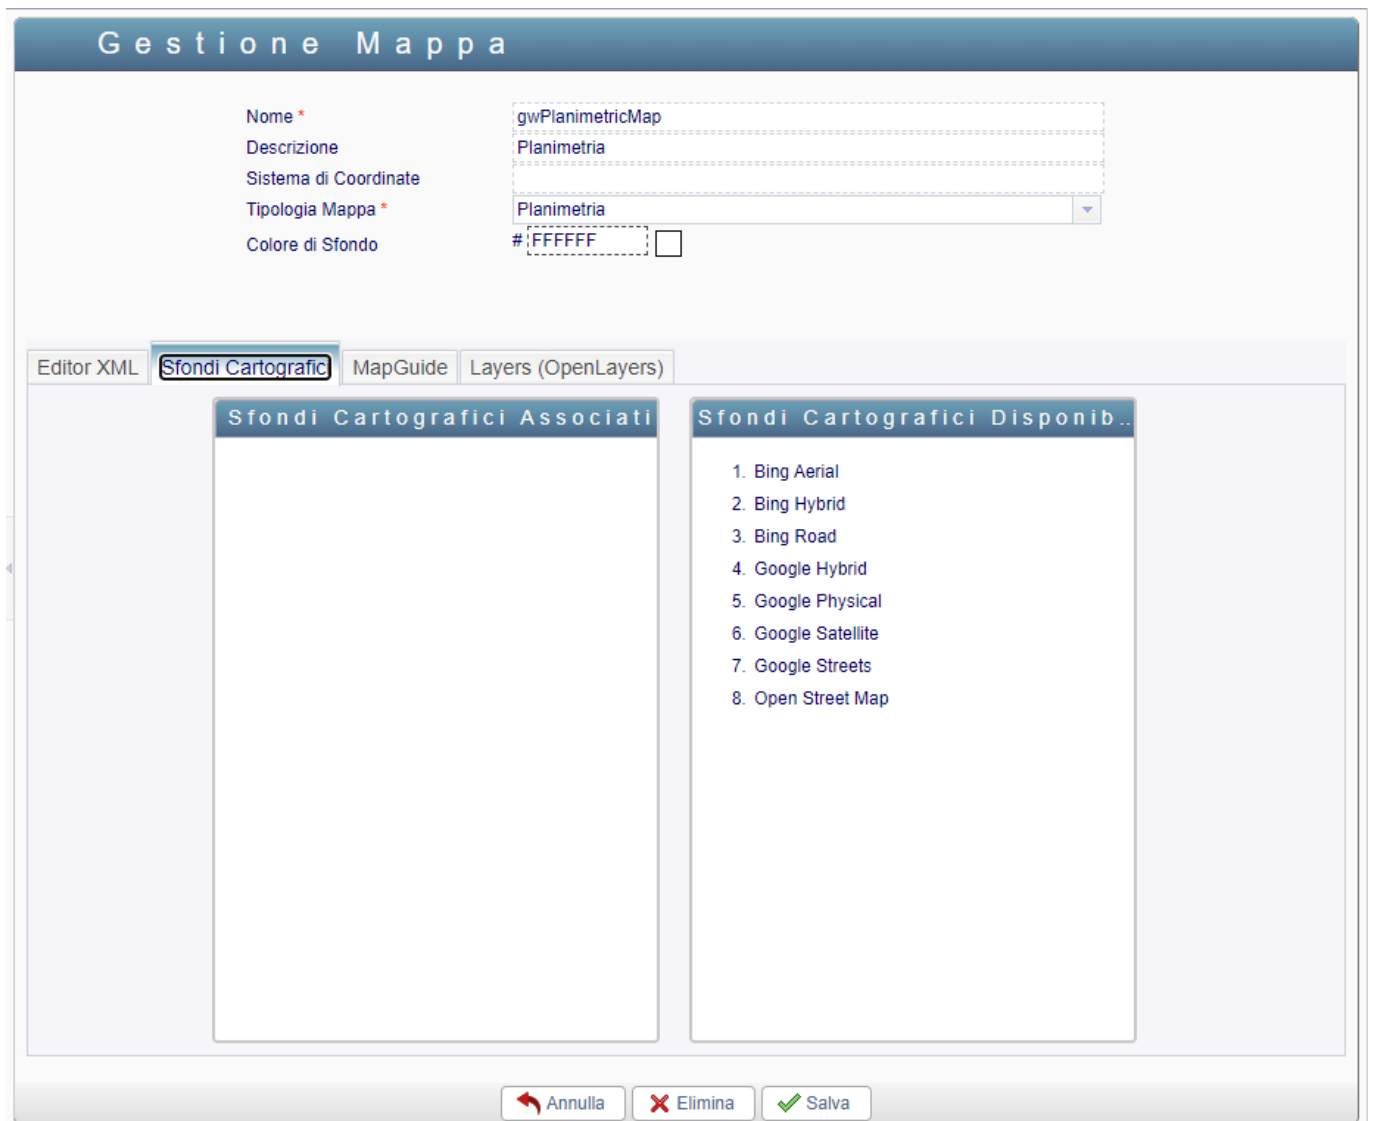 Gestione Mappa
Nome * gwPlanimetricMap
Descrizione Planimetria
Sistema di Coordinate
Tipologia Mappa * Planimetria
Colore di Sfondo # FFFFFF
Editor XML Sfondi Cartografic MapGuide Layers (OpenLayers)
Sfondi Cartografici Associati Sfondi Cartografici Disponib..
1. Bing Aerial
2. Bing Hybrid
3. Bing Road
4. Google Hybrid
5. Google Physical
6. Google Satellite
7. Google Streets
8. Open Street Map
Annulla Elimina Salva